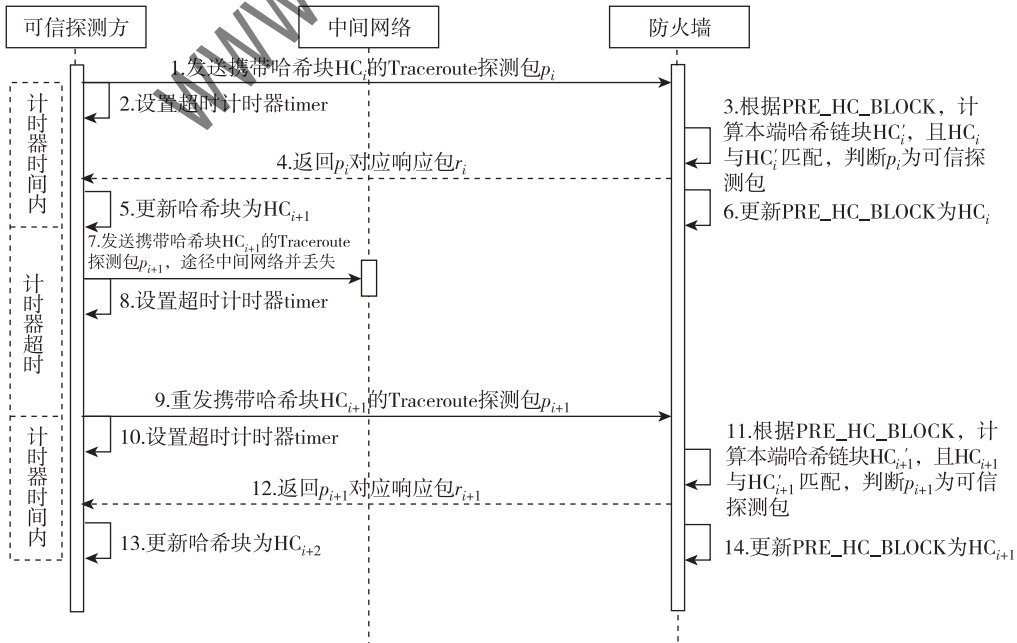 可信探测方
中间网络
防火墙
www
1.发送携带哈希块HCᵢ的Traceroute探测包pᵢ
计时器时间内
2.设置超时计时器timer
3.根据PRE_HC_BLOCK，计
算本端哈希链块HCᵢ′，且HCᵢ
与HCᵢ′匹配，判断pᵢ为可信探
测包
4.返回pᵢ对应响应包rᵢ
5.更新哈希块为HCᵢ₊₁
6.更新PRE_HC_BLOCK为HCᵢ
7.发送携带哈希块HCᵢ₊₁的Traceroute
探测包pᵢ₊₁，途径中间网络并丢失
计时器超时
8.设置超时计时器timer
9.重发携带哈希块HCᵢ₊₁的Traceroute探测包pᵢ₊₁
计时器时间内
10.设置超时计时器timer
11.根据PRE_HC_BLOCK，计
算本端哈希链块HCᵢ₊₁′，且HCᵢ₊₁
与HCᵢ₊₁′匹配，判断pᵢ₊₁为可信
探测包
12.返回pᵢ₊₁对应响应包rᵢ₊₁
13.更新哈希块为HCᵢ₊₂
14.更新PRE_HC_BLOCK为HCᵢ₊₁